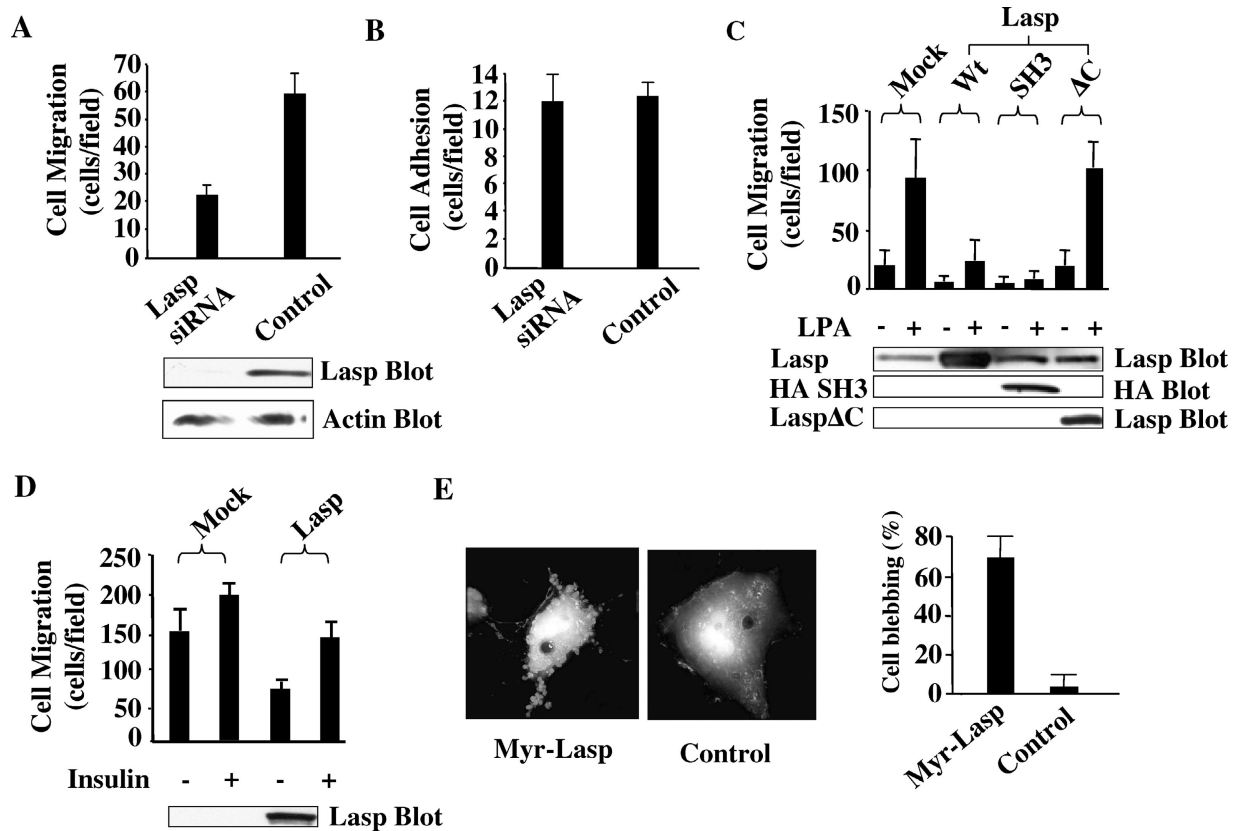 A
Cell Migration
(cells/field)
70
60
50
40
30
20
10
0
Lasp
siRNA
Control
Lasp Blot
Actin Blot
B
Cell Adhesion
(cells/field)
14
12
10
8
6
4
2
0
Lasp
siRNA
Control
C
Lasp
Mock
Wt
SH3
ΔC
Cell Migration
(cells/field)
150
100
50
0
LPA - + - + - + - +
Lasp Lasp Blot
HA SH3 HA Blot
LaspΔC Lasp Blot
D
Mock
Lasp
Cell Migration
(cells/field)
250
200
150
100
50
0
Insulin - + - +
Lasp Blot
E
Myr-Lasp
Control
Cell blebbing (%)
80
60
40
20
0
Myr-Lasp
Control